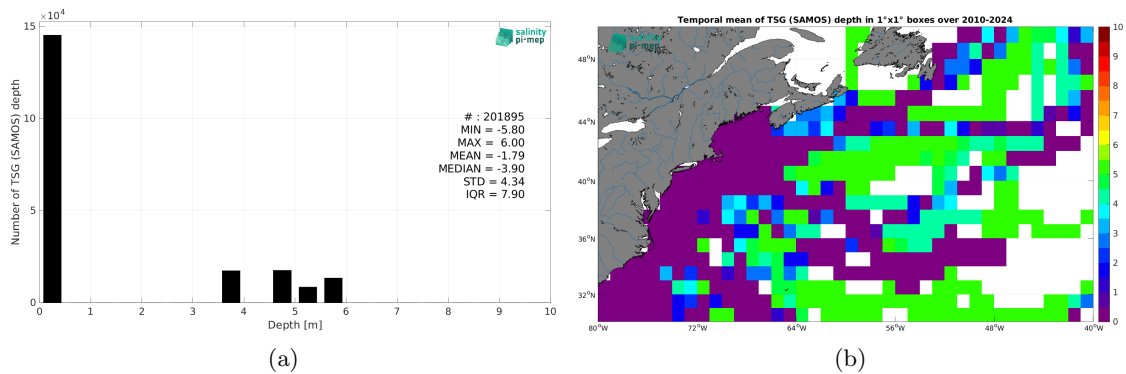 ×10⁴
15
10
5
0
Number of TSG (SAMOS) depth
salinity
pi-mep
# : 201895
MIN = -5.80
MAX = 6.00
MEAN = -1.79
MEDIAN = -3.90
STD = 4.34
IQR = 7.90
0 1 2 3 4 5 6 7 8 9 10
Depth [m]
(a)
Temporal mean of TSG (SAMOS) depth in 1°x1° boxes over 2010-2024
salinity
pi-mep
48°N
44°N
40°N
36°N
32°N
80°W 72°W 64°W 56°W 48°W 40°W
10
9
8
7
6
5
4
3
2
1
0
(b)